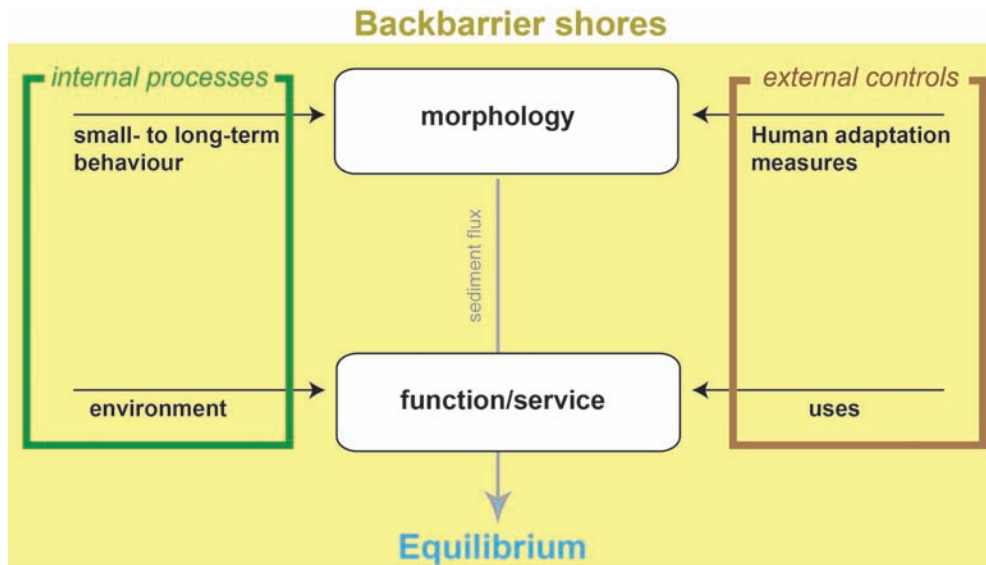 Backbarrier shores
internal processes
external controls
morphology
small- to long-term
behaviour
Human adaptation
measures
sediment flux
function/service
environment
uses
Equilibrium